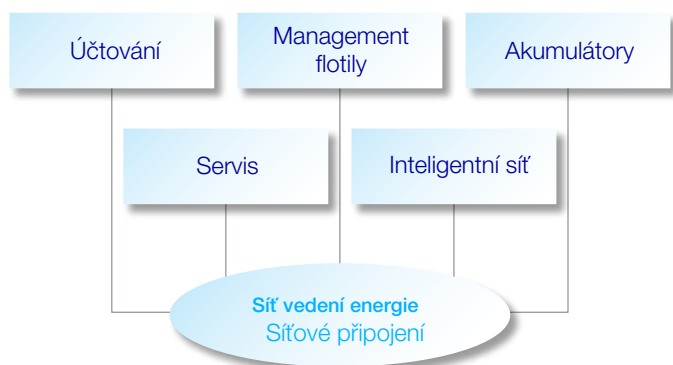 Účtování
Management
flotily
Akumulátory
Servis
Inteligentní síť
Síť vedení energie
Síťové připojení